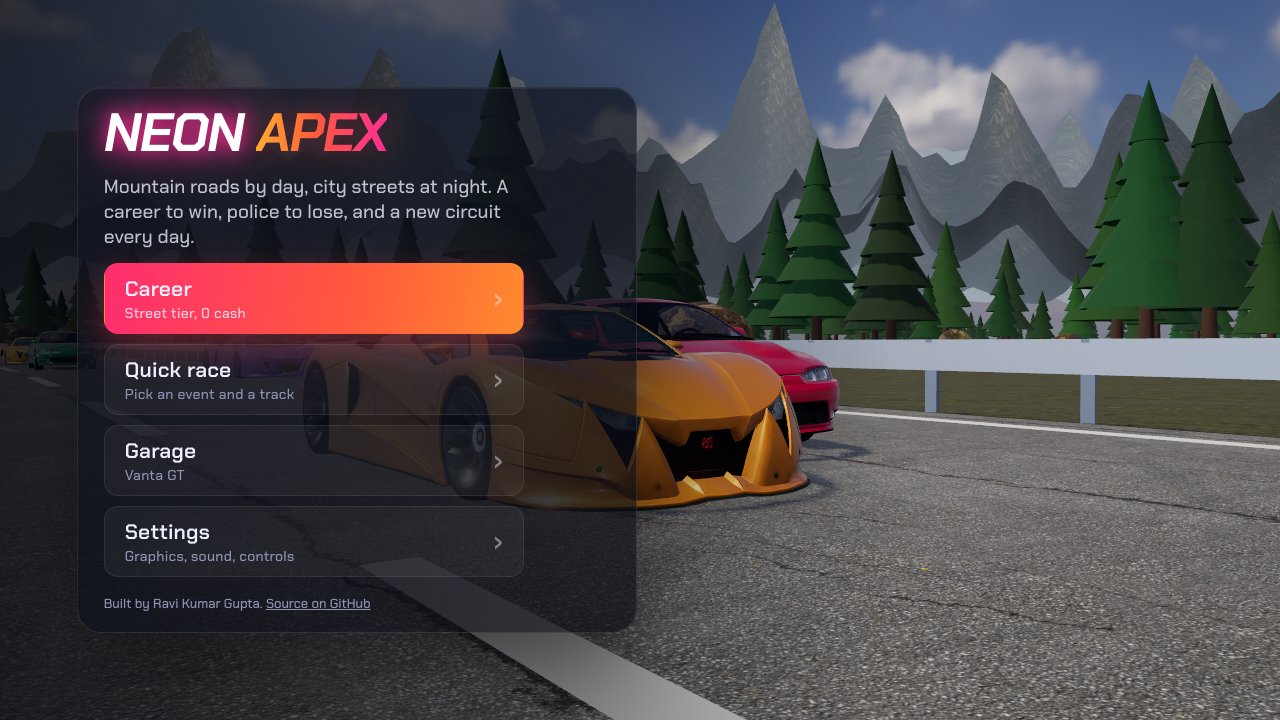 NEON APEX
Mountain roads by day, city streets at night. A
career to win, police to lose, and a new circuit
every day.
Career
Street tier, 0 cash
Quick race
Pick an event and a track
Garage
Vanta GT
Settings
Graphics, sound, controls
Built by Ravi Kumar Gupta. Source on GitHub